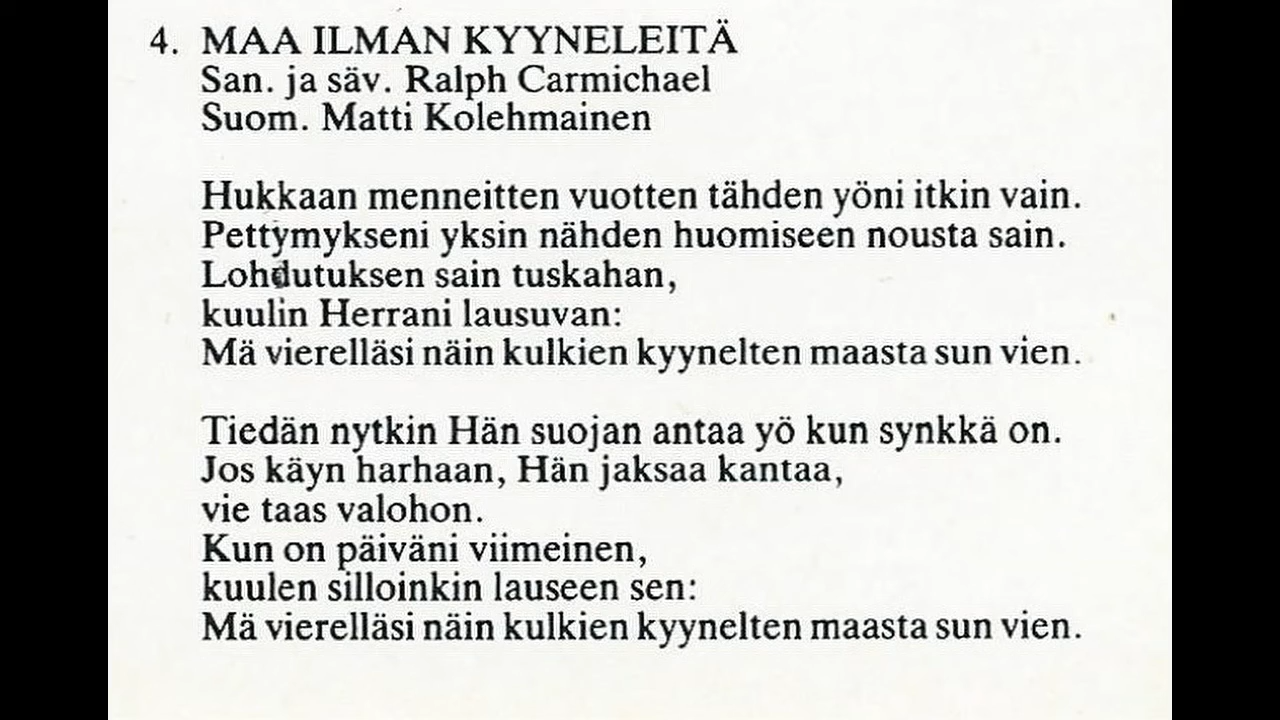 4. MAA ILMAN KYYNELEITÄ
San. ja säv. Ralph Carmichael
Suom. Matti Kolehmainen
Hukkaan menneitten vuotten tähden yöni itkin vain.
Pettymykseni yksin nähden huomiseen nousta sain.
Lohdutuksen sain tuskahan,
kuulin Herrani lausuvan:
Mä vierelläsi näin kulkien kyynelten maasta sun vien.
Tiedän nytkin Hän suojan antaa yö kun synkkä on.
Jos käyn harhaan, Hän jaksaa kantaa,
vie taas valohon.
Kun on päiväni viimeinen,
kuulen silloinkin lauseen sen:
Mä vierelläsi näin kulkien kyynelten maasta sun vien.